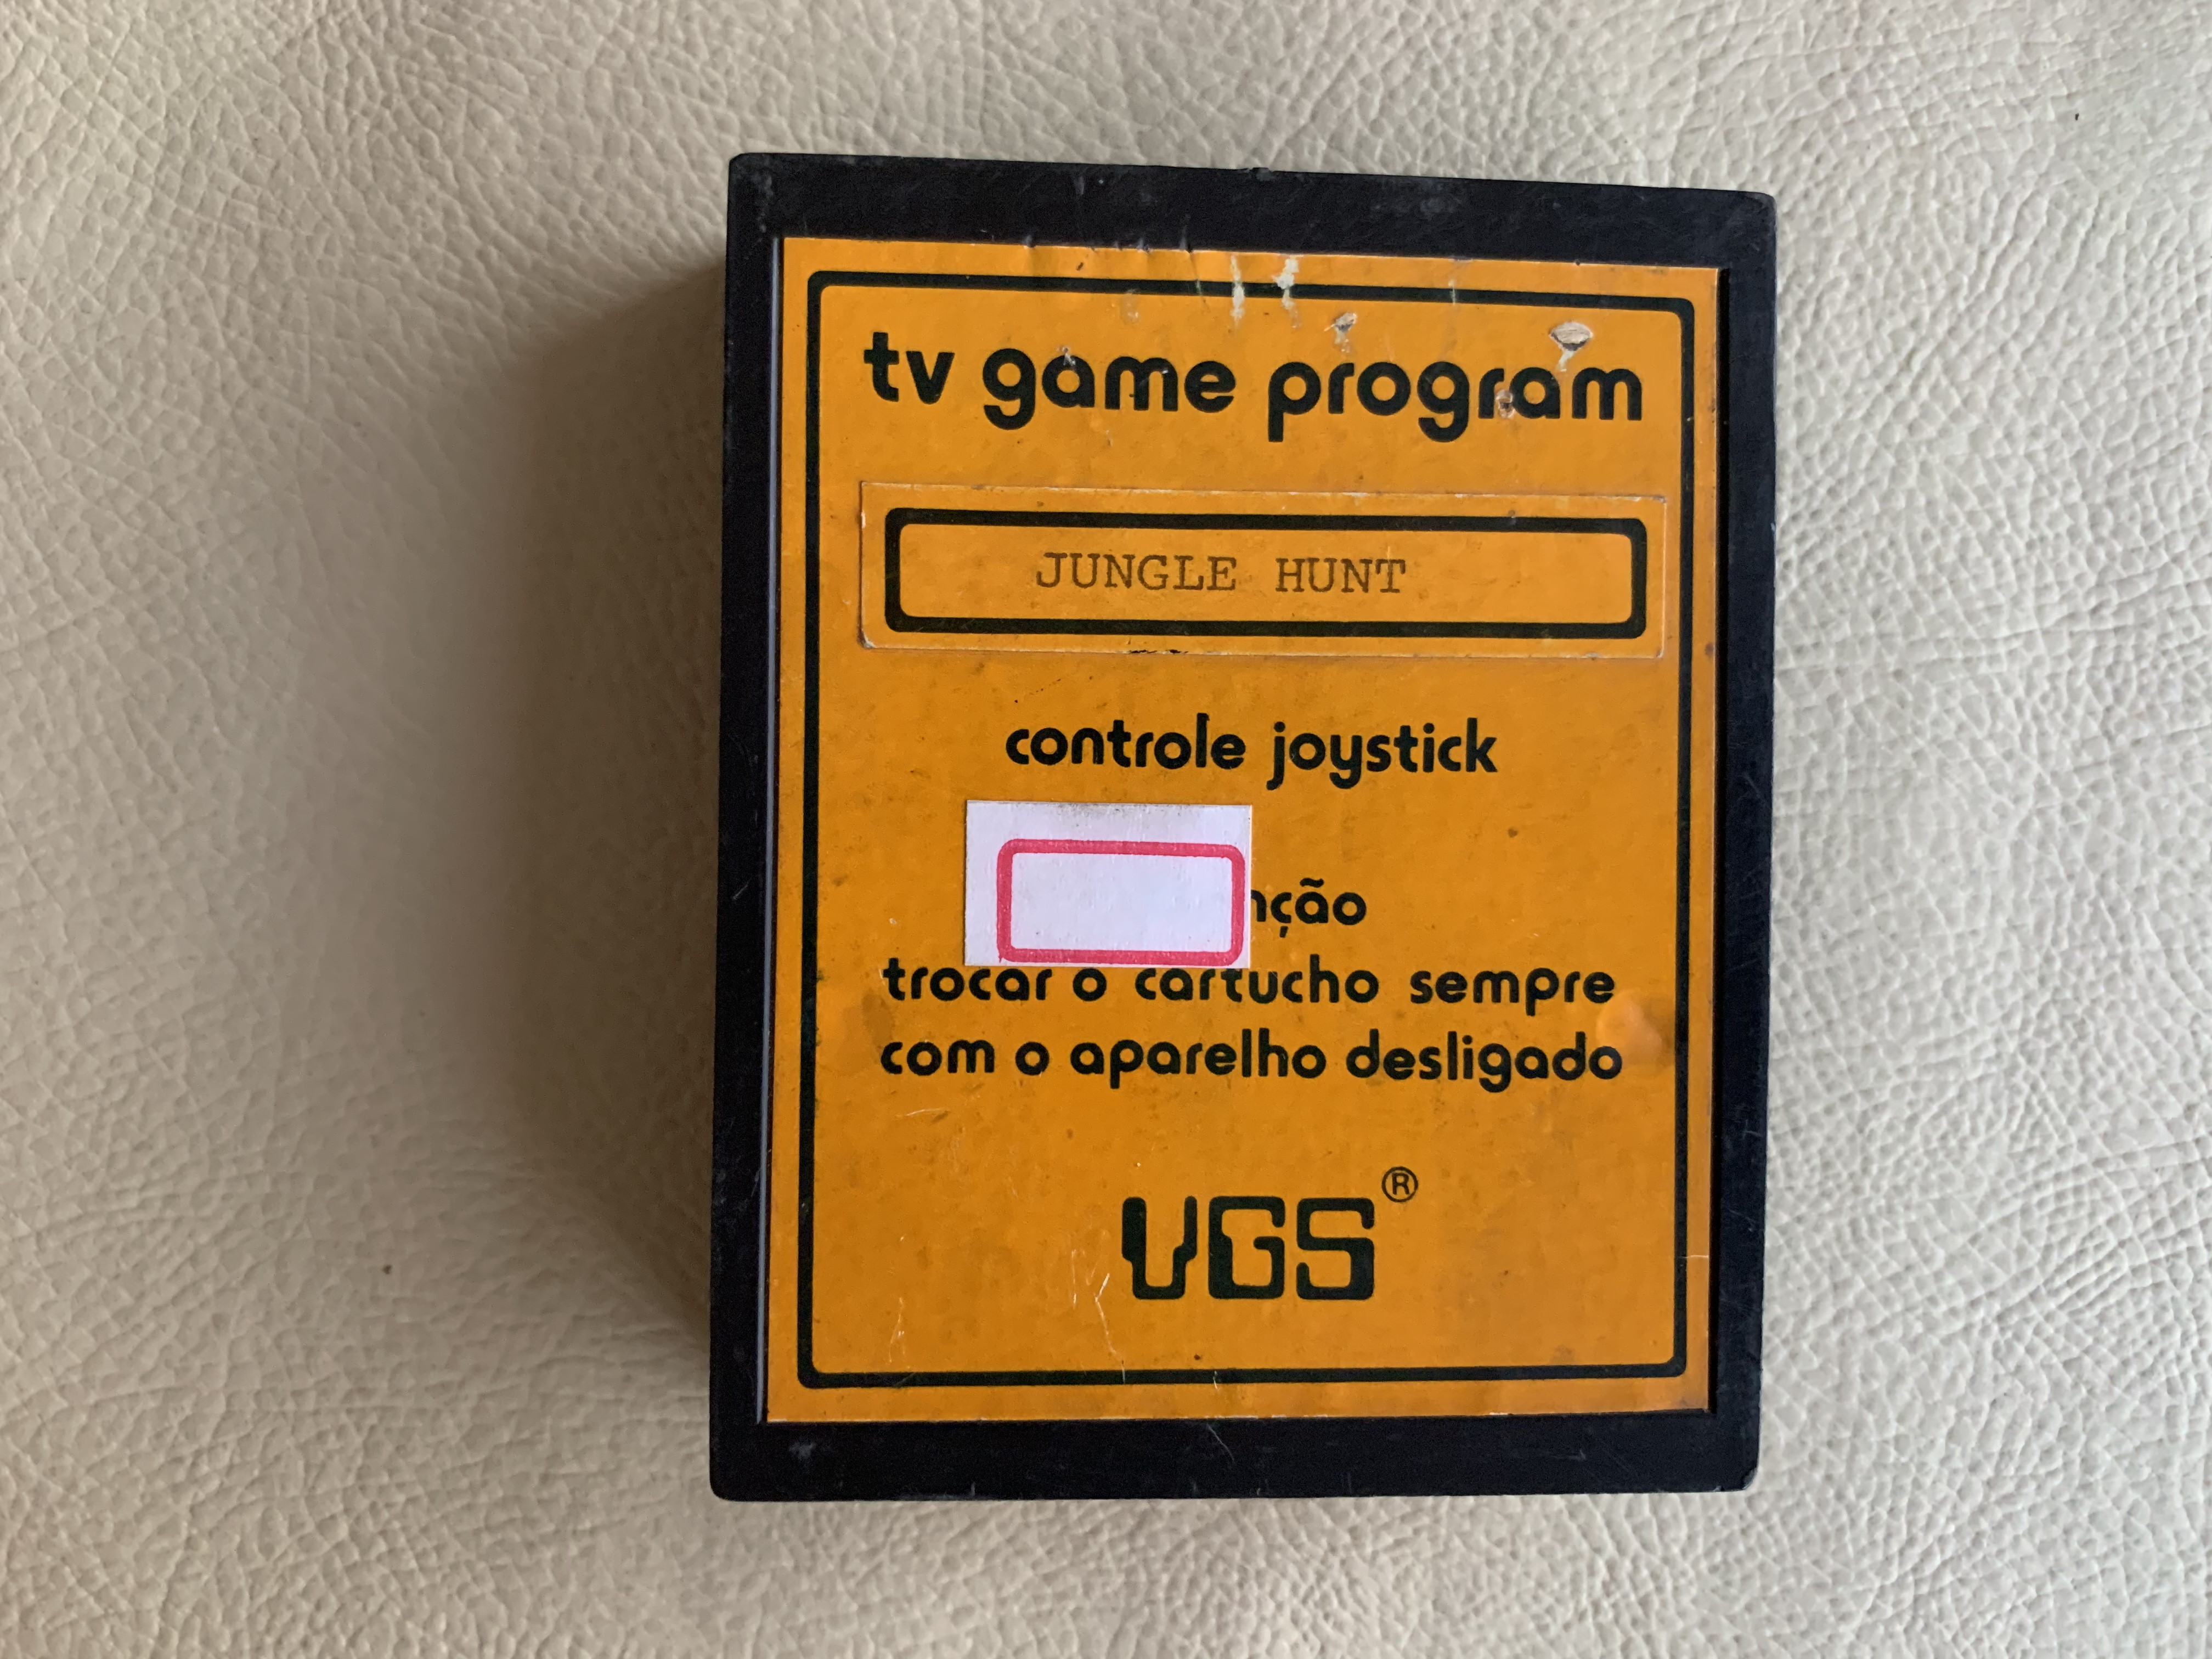 tv game program
JUNGLE HUNT
controle joystick
nção
trocar o cartucho sempre
com o aparelho desligado
VGS®